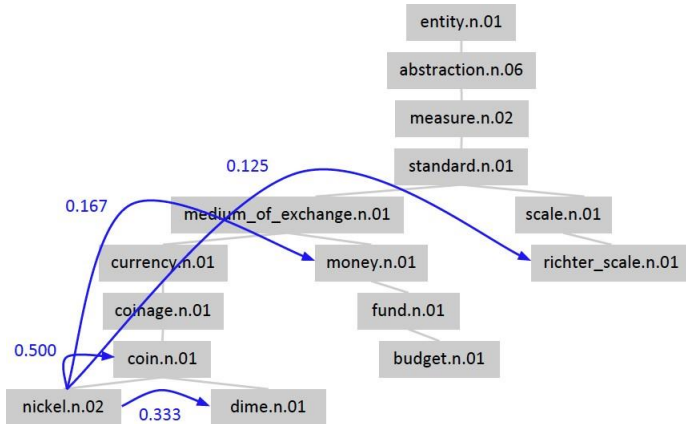 entity.n.01
abstraction.n.06
measure.n.02
0.125
standard.n.01
0.167
medium_of_exchange.n.01
scale.n.01
currency.n.01
money.n.01
richter_scale.n.01
coinage.n.01
fund.n.01
0.500
coin.n.01
budget.n.01
nickel.n.02
0.333
dime.n.01